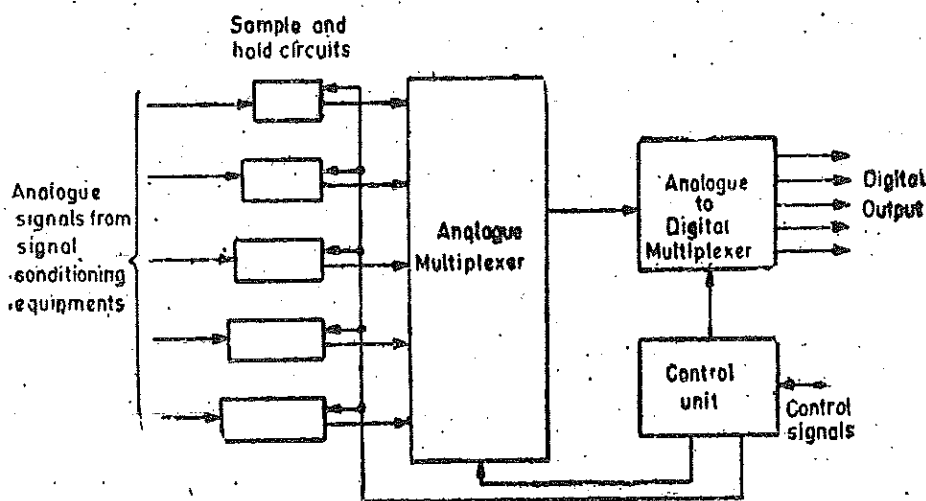 Sample and
hold circuits
Analogue
signals from
signal
conditioning
equipments
Analogue
Multiplexer
Analogue
to
Digital
Multiplexer
Digital
Output
Control
unit
Control
signals